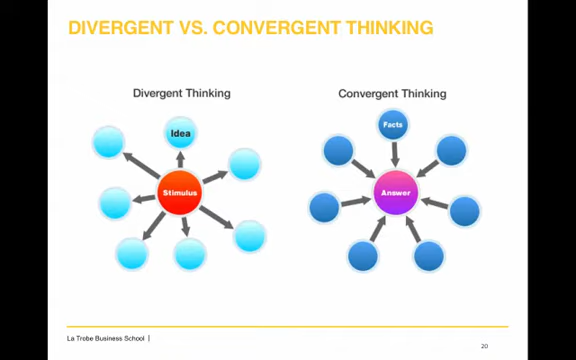 DIVERGENT VS. CONVERGENT THINKING
Divergent Thinking
Convergent Thinking
Idea
Facts
Stimulus
Answer
La Trobe Business School |
20